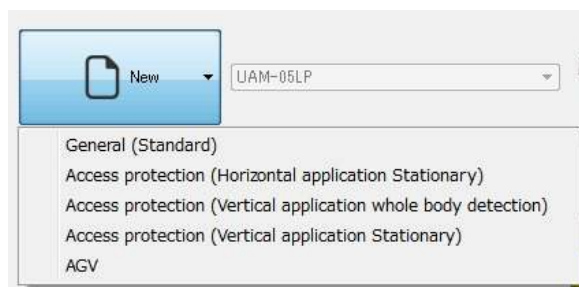 New
UAM-05LP
General (Standard)
Access protection (Horizontal application Stationary)
Access protection (Vertical application whole body detection)
Access protection (Vertical application Stationary)
AGV